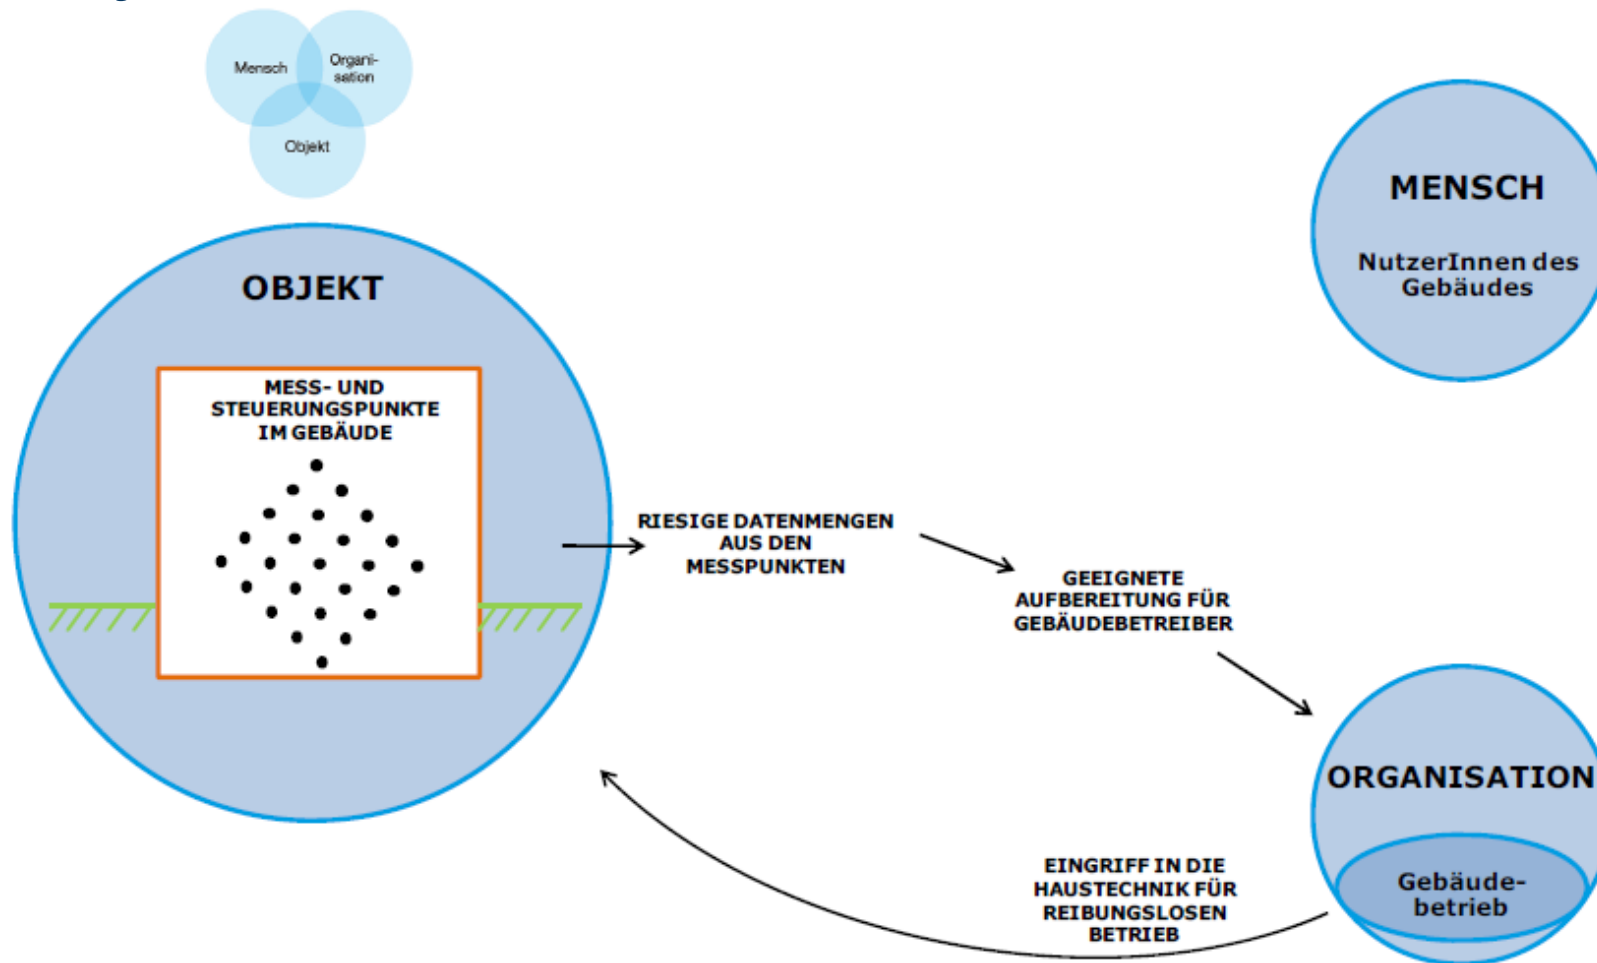 Mensch
Organi-
sation
Objekt
OBJEKT
MESS- UND
STEUERUNGSPUNKTE
IM GEBÄUDE
RIESIGE DATENMENGEN
AUS DEN
MESSPUNKTEN
GEEIGNETE
AUFBEREITUNG FÜR
GEBÄUDEBETREIBER
MENSCH
NutzerInnen des
Gebäudes
ORGANISATION
Gebäude-
betrieb
EINGRIFF IN DIE
HAUSTECHNIK FÜR
REIBUNGSLOSEN
BETRIEB